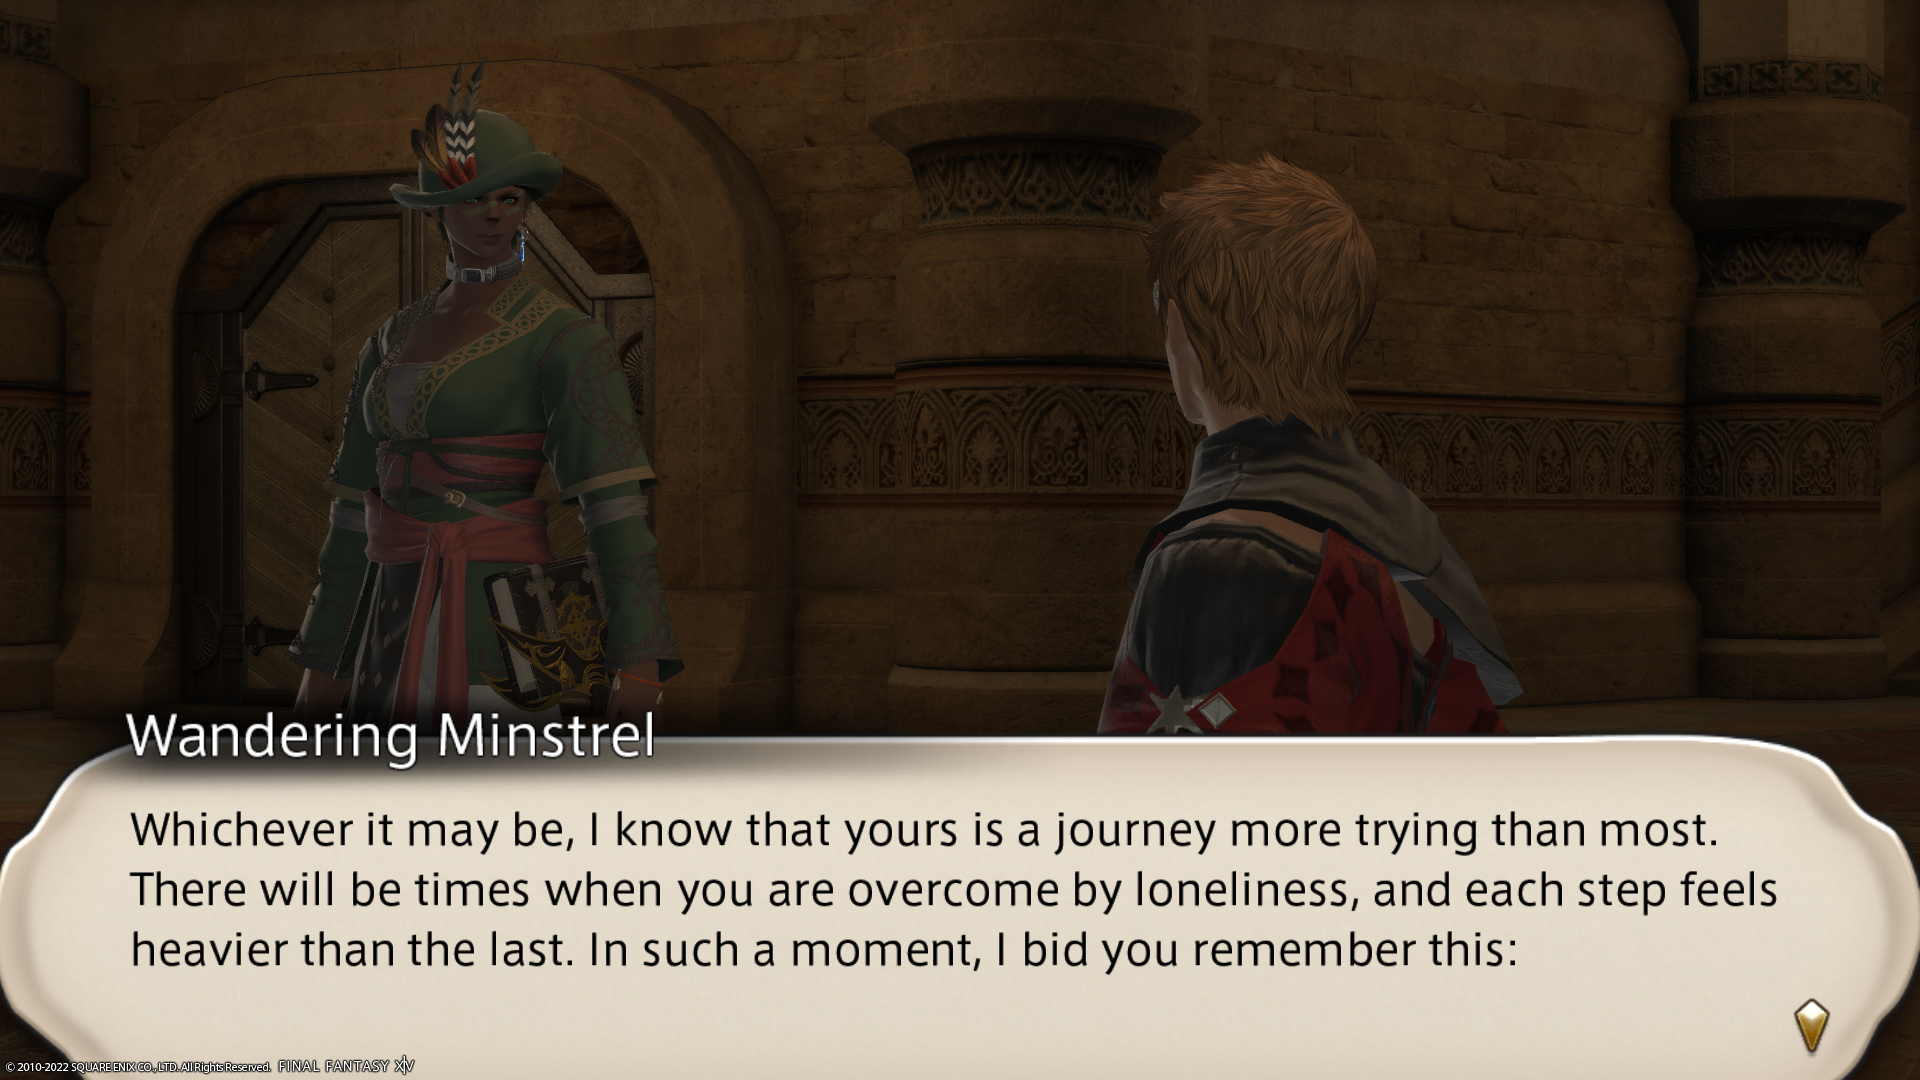 Wandering Minstrel
Whichever it may be, I know that yours is a journey more trying than most.
There will be times when you are overcome by loneliness, and each step feels
heavier than the last. In such a moment, I bid you remember this:
© 2010-2022 SQUARE ENIX CO., LTD. All Rights Reserved. FINAL FANTASY XIV